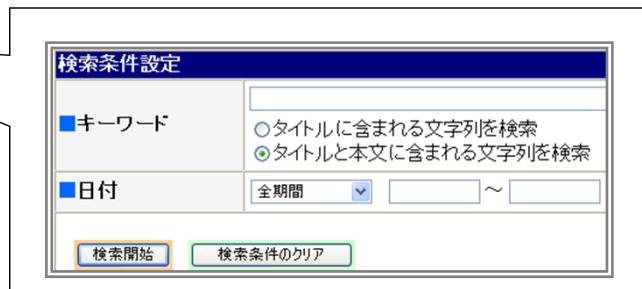 検索条件設定
■キーワード
タイトルに含まれる文字列を検索
タイトルと本文に含まれる文字列を検索
■日付
全期間 ～
検索開始 検索条件のクリア